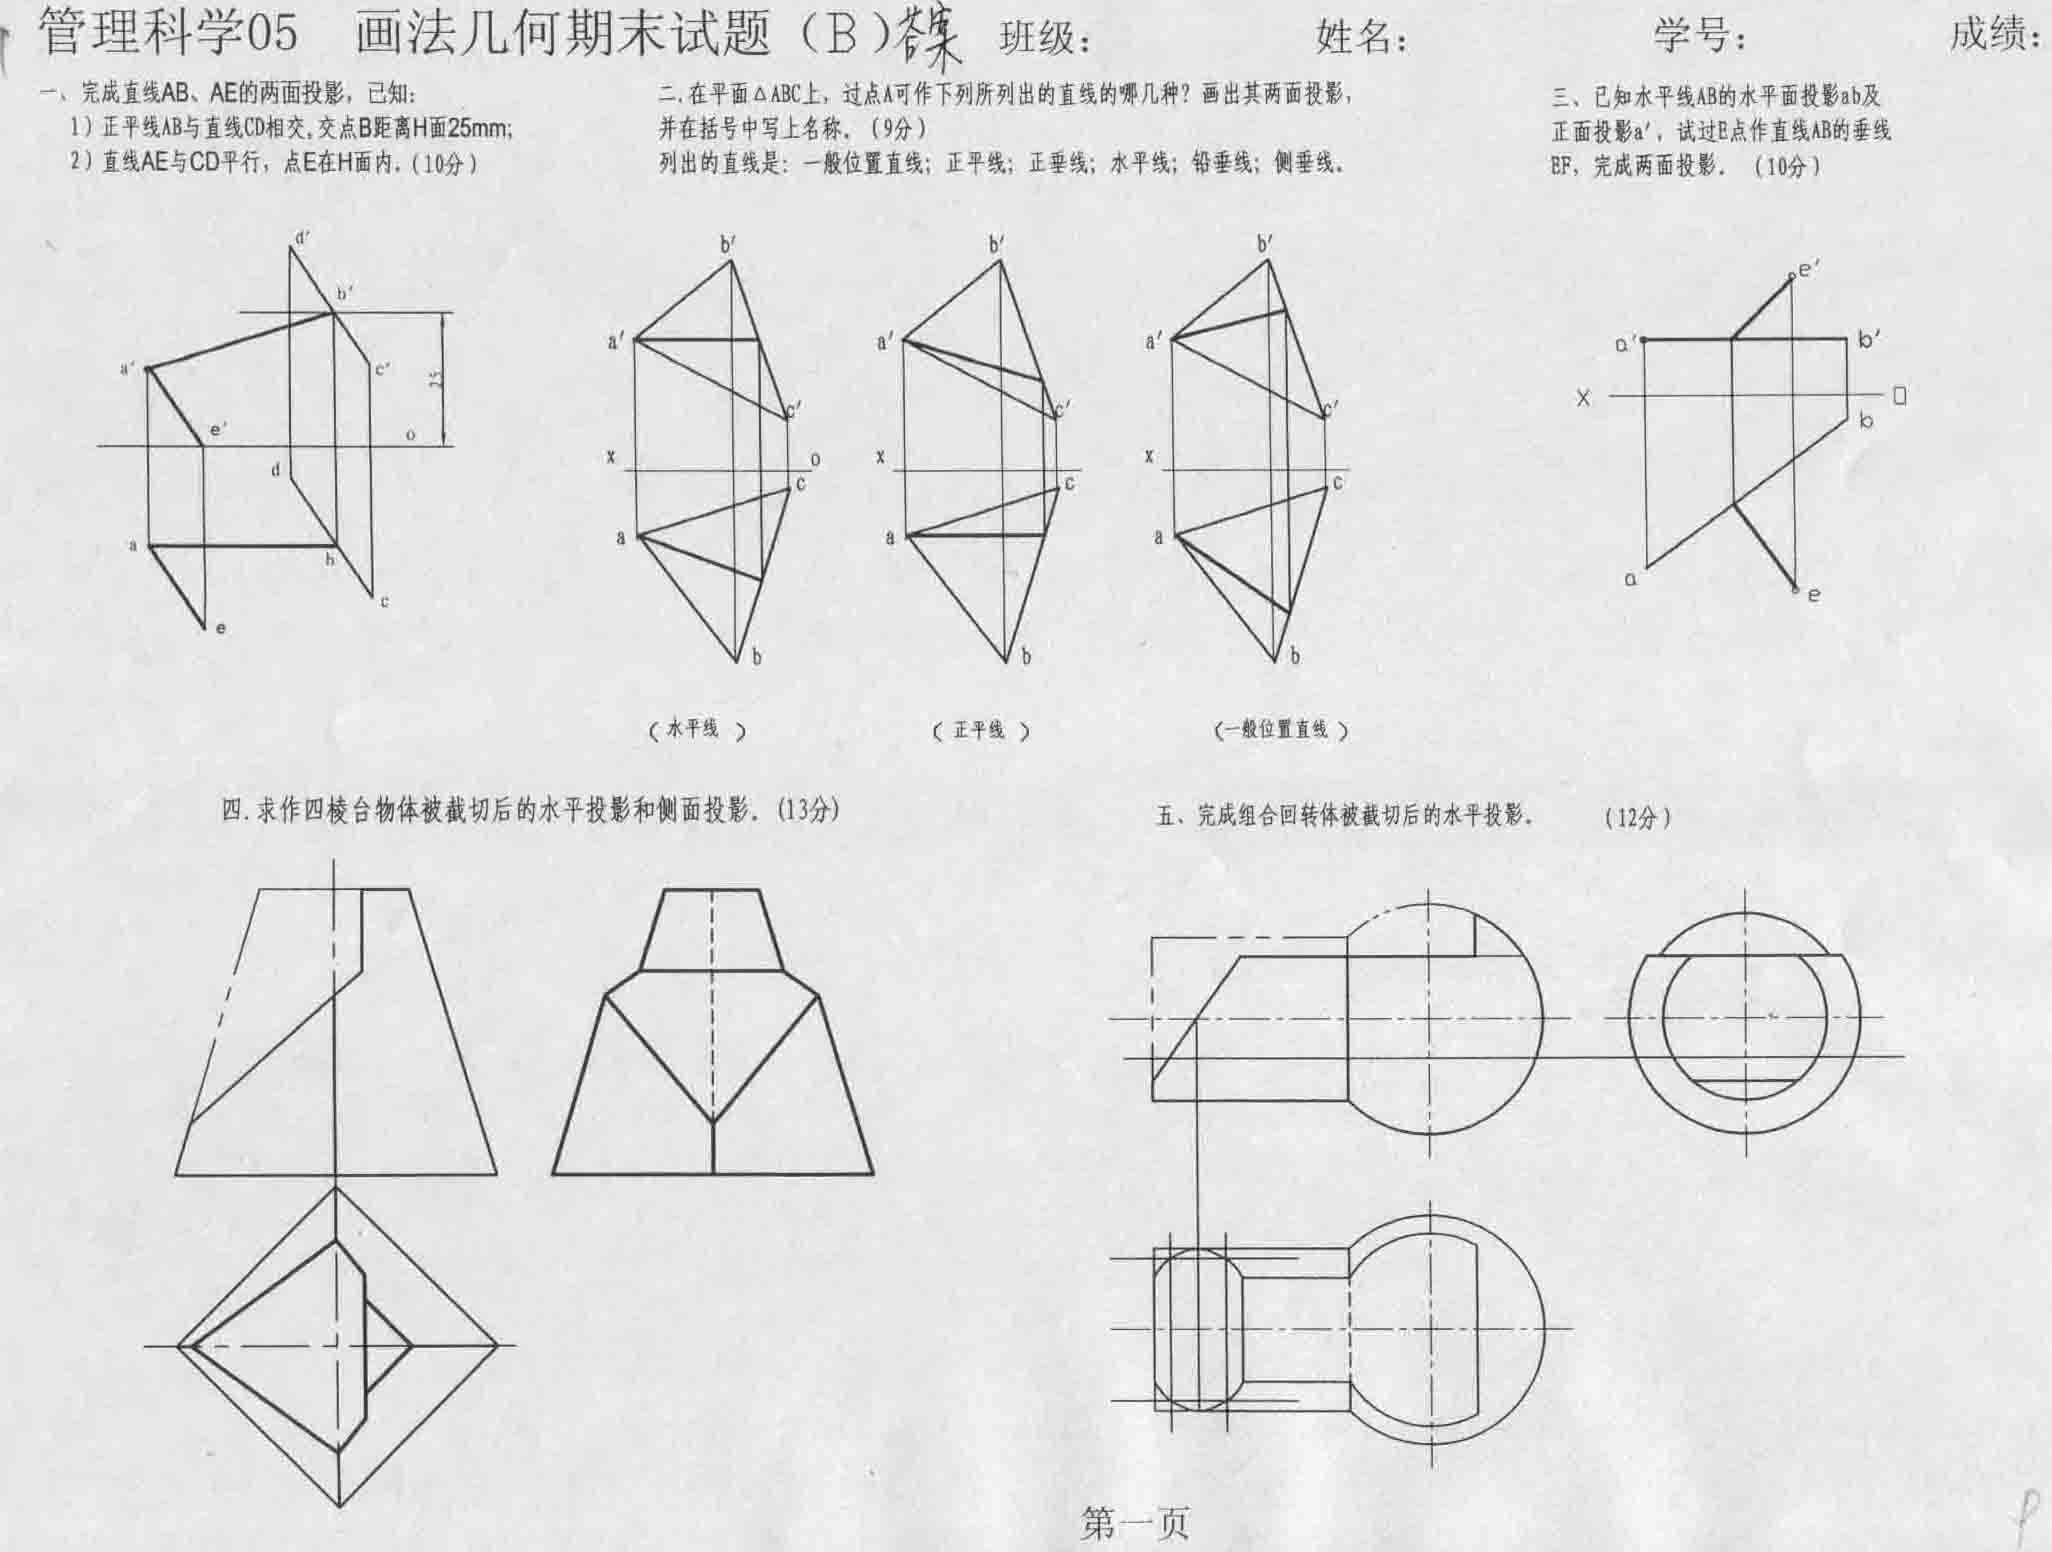 管理科学05 画法几何期末试题（B）答案 班级： 姓名： 学号： 成绩：
一、完成直线AB、AE的两面投影，已知：
1）正平线AB与直线CD相交,交点B距离H面25mm;
2）直线AE与CD平行，点E在H面内.(10分)
二,在平面△ABC上，过点A可作下列所列出的直线的哪几种？画出其两面投影，
并在括号中写上名称.（9分）
列出的直线是：一般位置直线；正平线；正垂线；水平线；铅垂线；侧垂线.
三、已知水平线AB的水平面投影ab及
正面投影a′，试过E点作直线AB的垂线
EF，完成两面投影.（10分）
d′
b′
a′
c′
25
e′
o
d
a
b
c
e
b′
a′
c′
x
o
c
a
b
（水平线）
b′
a′
c′
x
c
a
b
（正平线）
b′
a′
c′
x
c
a
b
（一般位置直线）
e′
a′
b′
X
O
b
a
e
四.求作四棱台物体被截切后的水平投影和侧面投影.(13分)
五、完成组合回转体被截切后的水平投影. （12分）
第一页